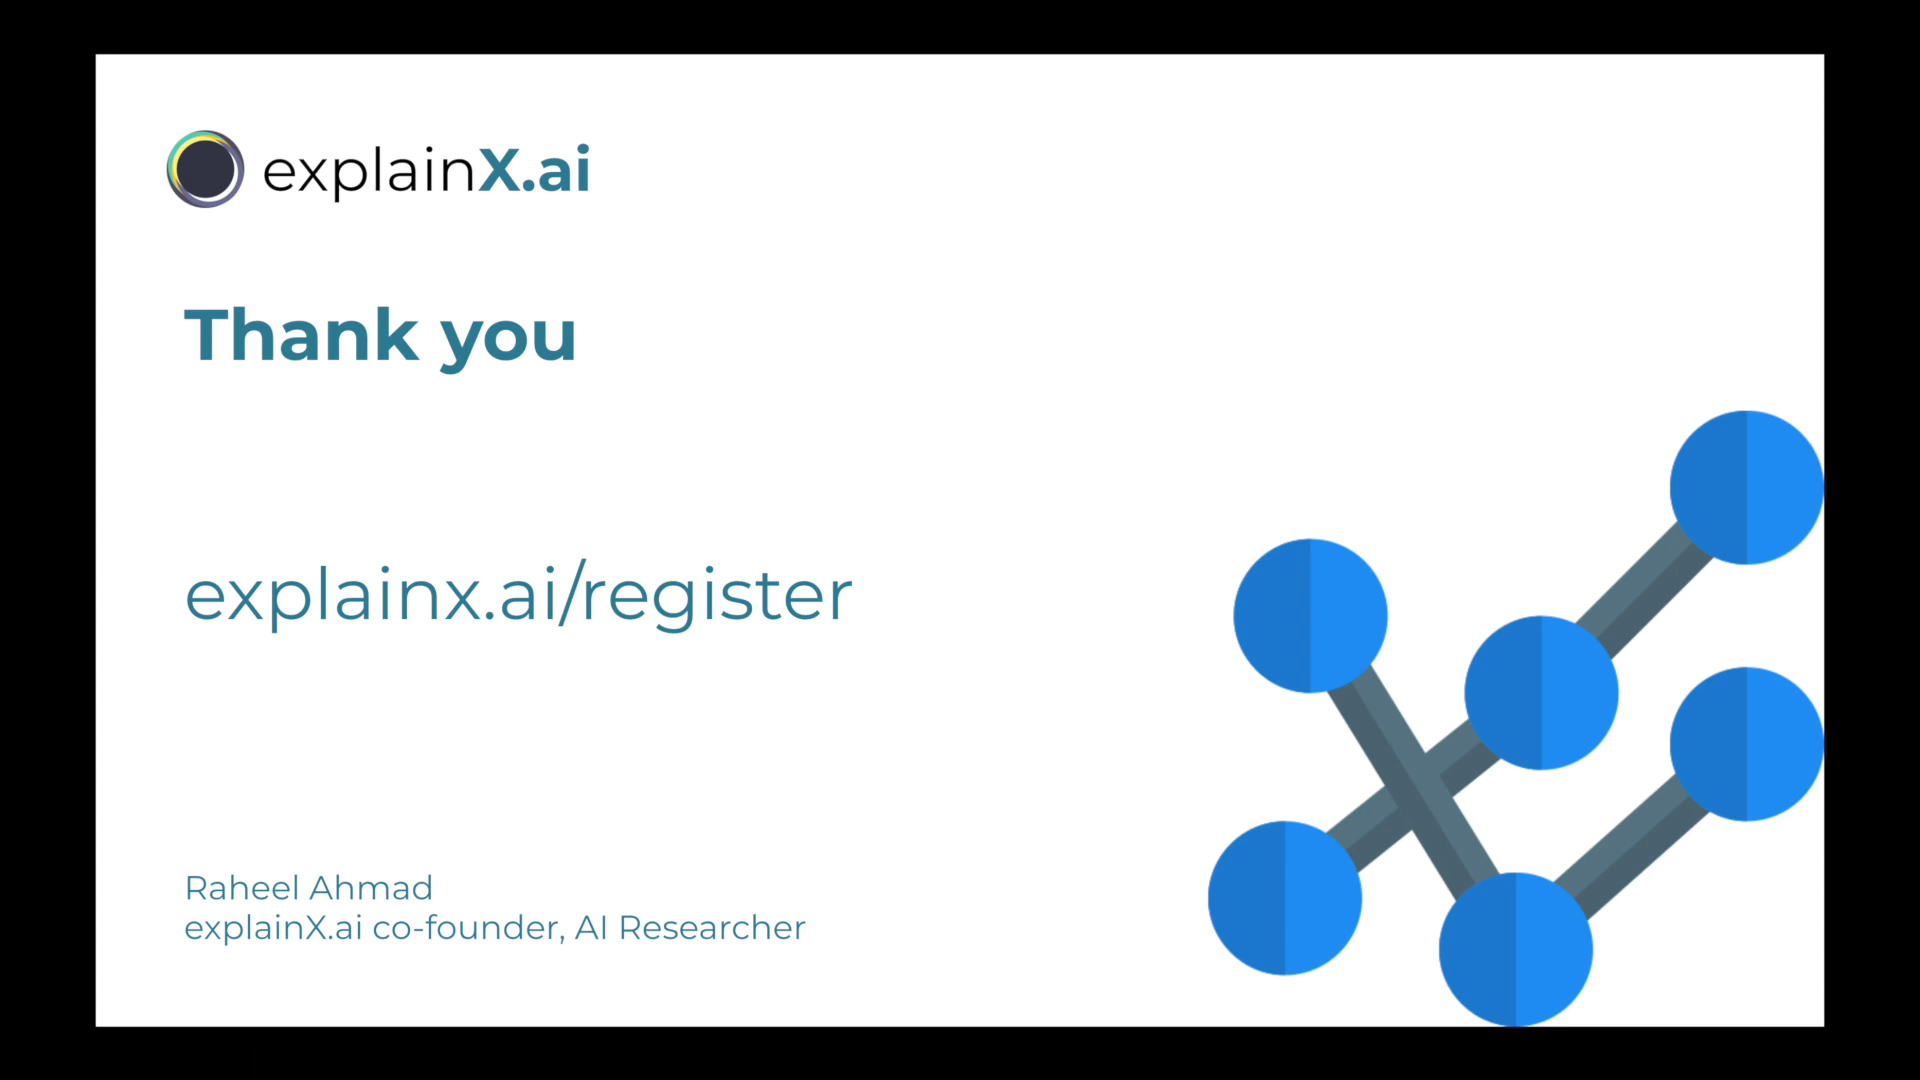 explainX.ai
Thank you
explainx.ai/register
Raheel Ahmad
explainX.ai co-founder, AI Researcher